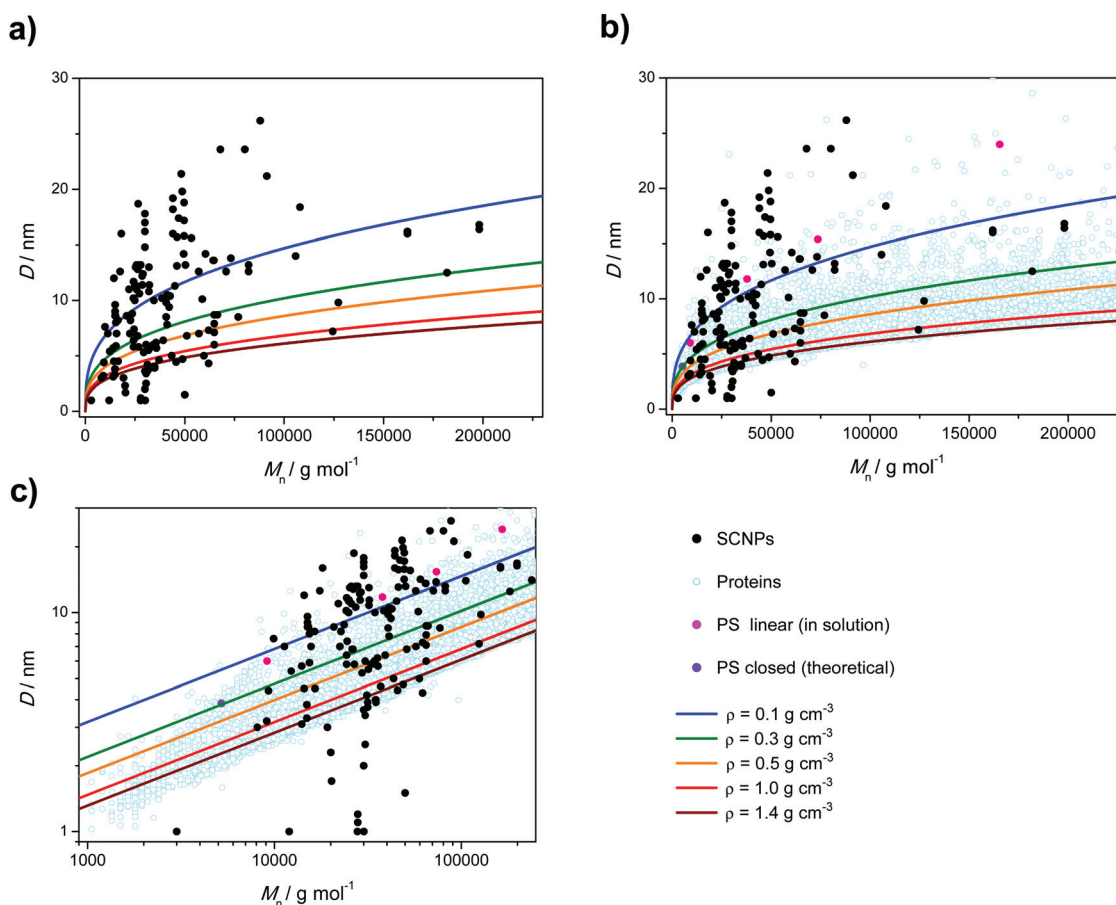 a)
30
20
10
0
D / nm
0
50000
100000
150000
200000
Mn / g mol⁻¹
b)
30
20
10
0
D / nm
0
50000
100000
150000
200000
Mn / g mol⁻¹
c)
10
1
D / nm
1000
10000
100000
Mn / g mol⁻¹
SCNPs
Proteins
PS linear (in solution)
PS closed (theoretical)
ρ = 0.1 g cm⁻³
ρ = 0.3 g cm⁻³
ρ = 0.5 g cm⁻³
ρ = 1.0 g cm⁻³
ρ = 1.4 g cm⁻³